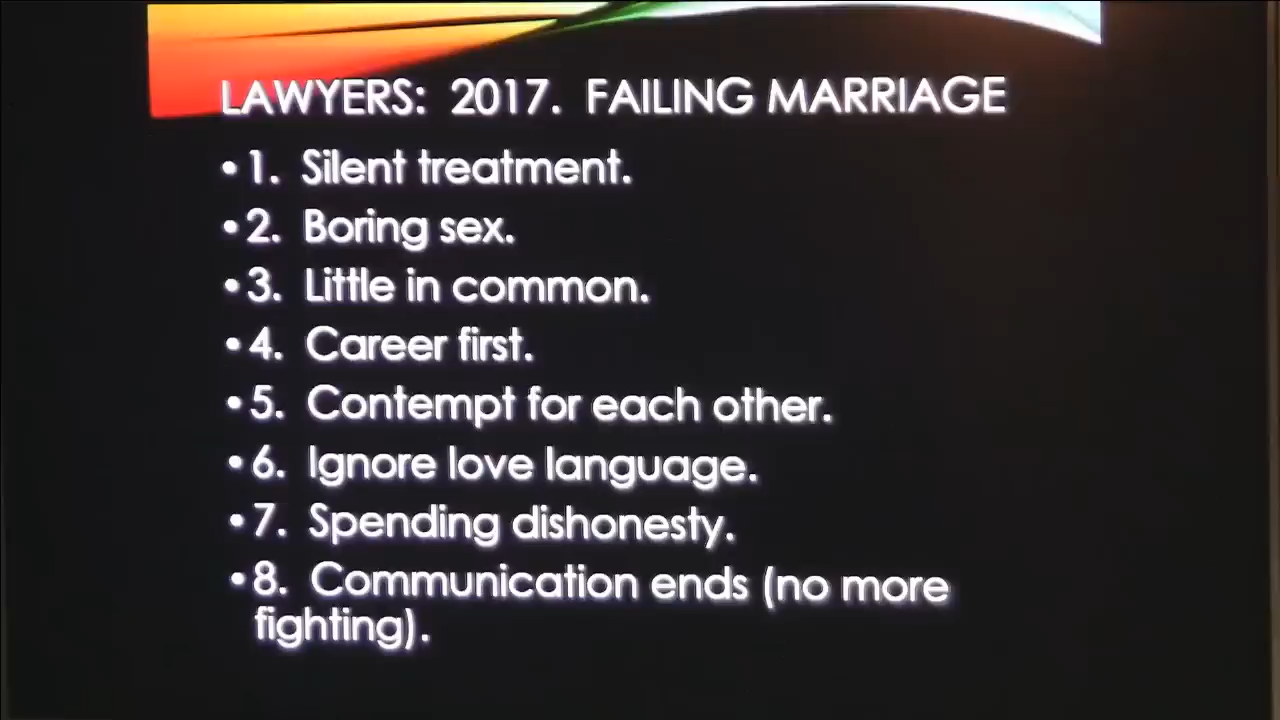 LAWYERS: 2017. FAILING MARRIAGE
• 1. Silent treatment.
• 2. Boring sex.
• 3. Little in common.
• 4. Career first.
• 5. Contempt for each other.
• 6. Ignore love language.
• 7. Spending dishonesty.
• 8. Communication ends (no more
fighting).